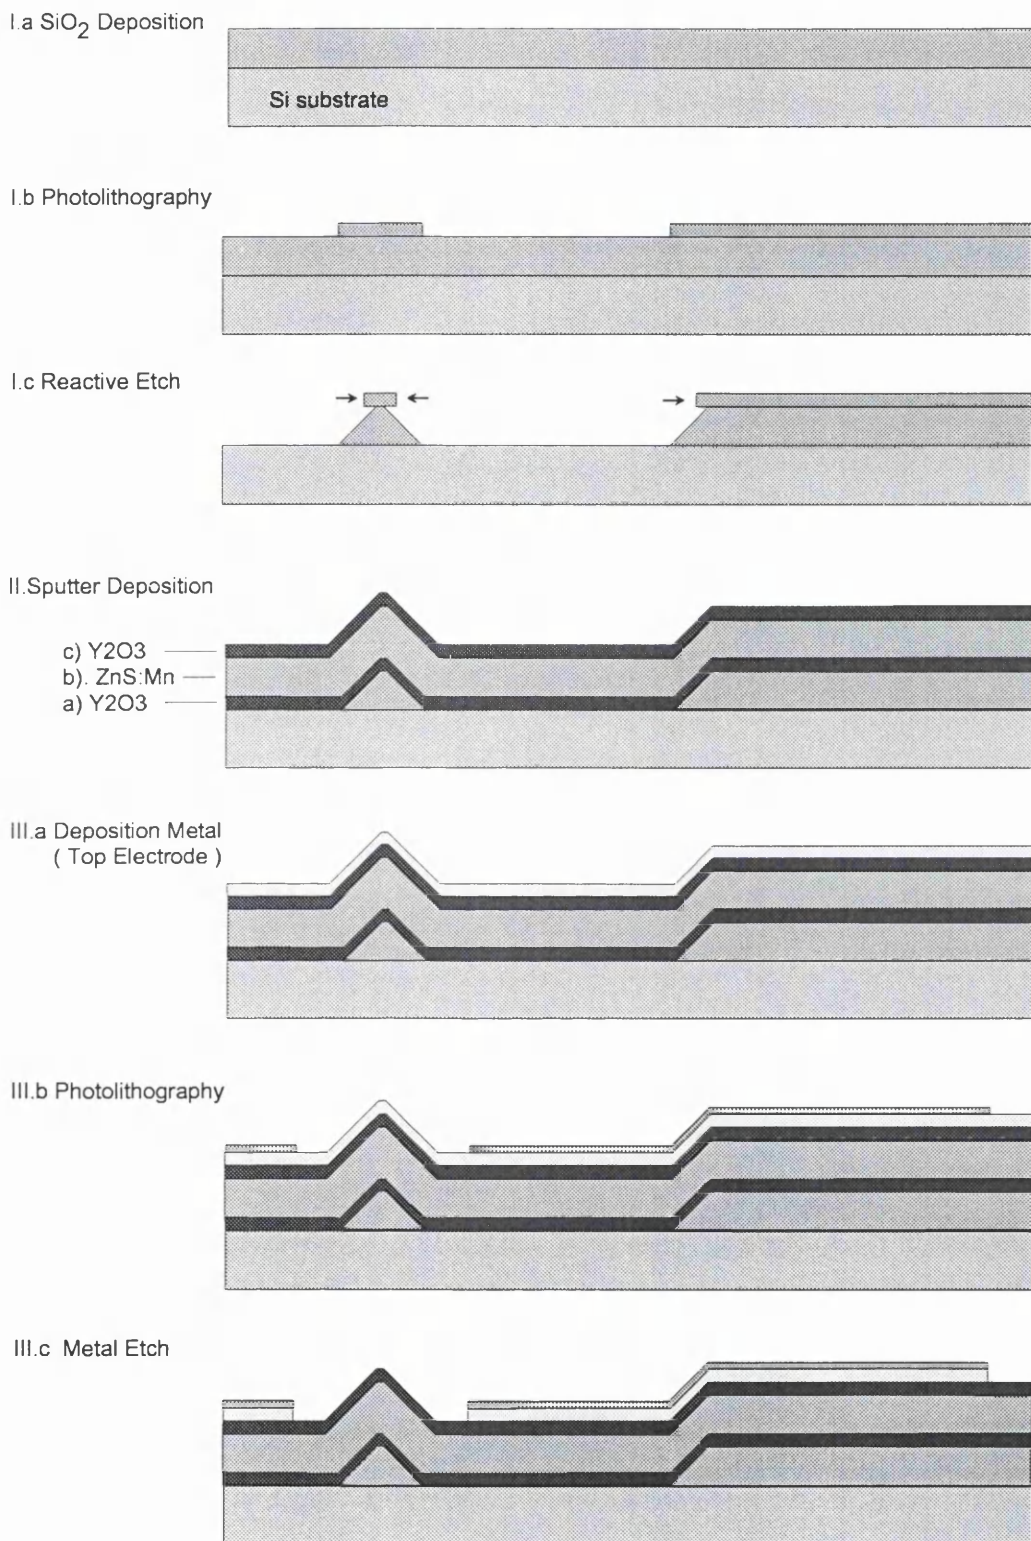 I.a SiO2 Deposition
Si substrate
I.b Photolithography
I.c Reactive Etch
II.Sputter Deposition
c) Y2O3
b). ZnS:Mn
a) Y2O3
III.a Deposition Metal
( Top Electrode )
III.b Photolithography
III.c Metal Etch